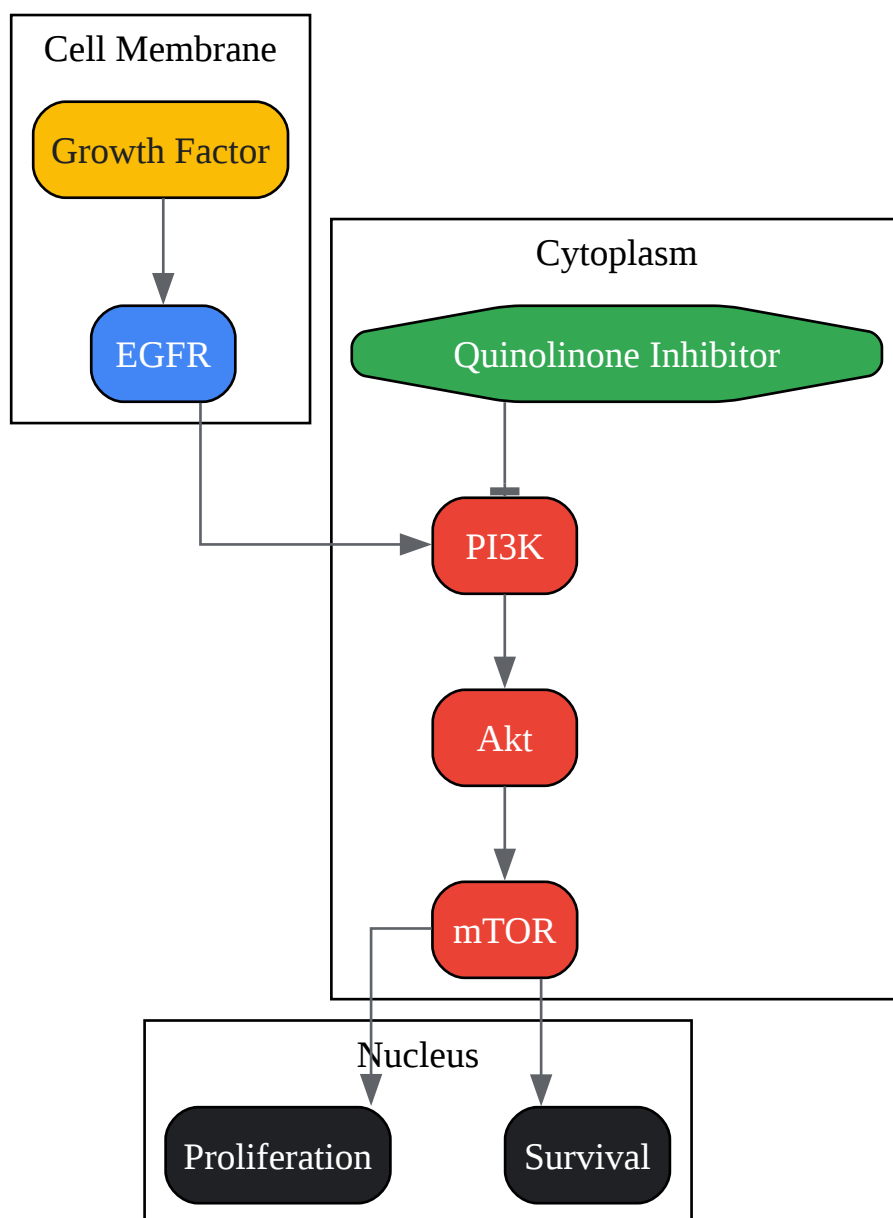 Cell Membrane
Growth Factor
EGFR
Cytoplasm
Quinolinone Inhibitor
PI3K
Akt
mTOR
Nucleus
Proliferation
Survival